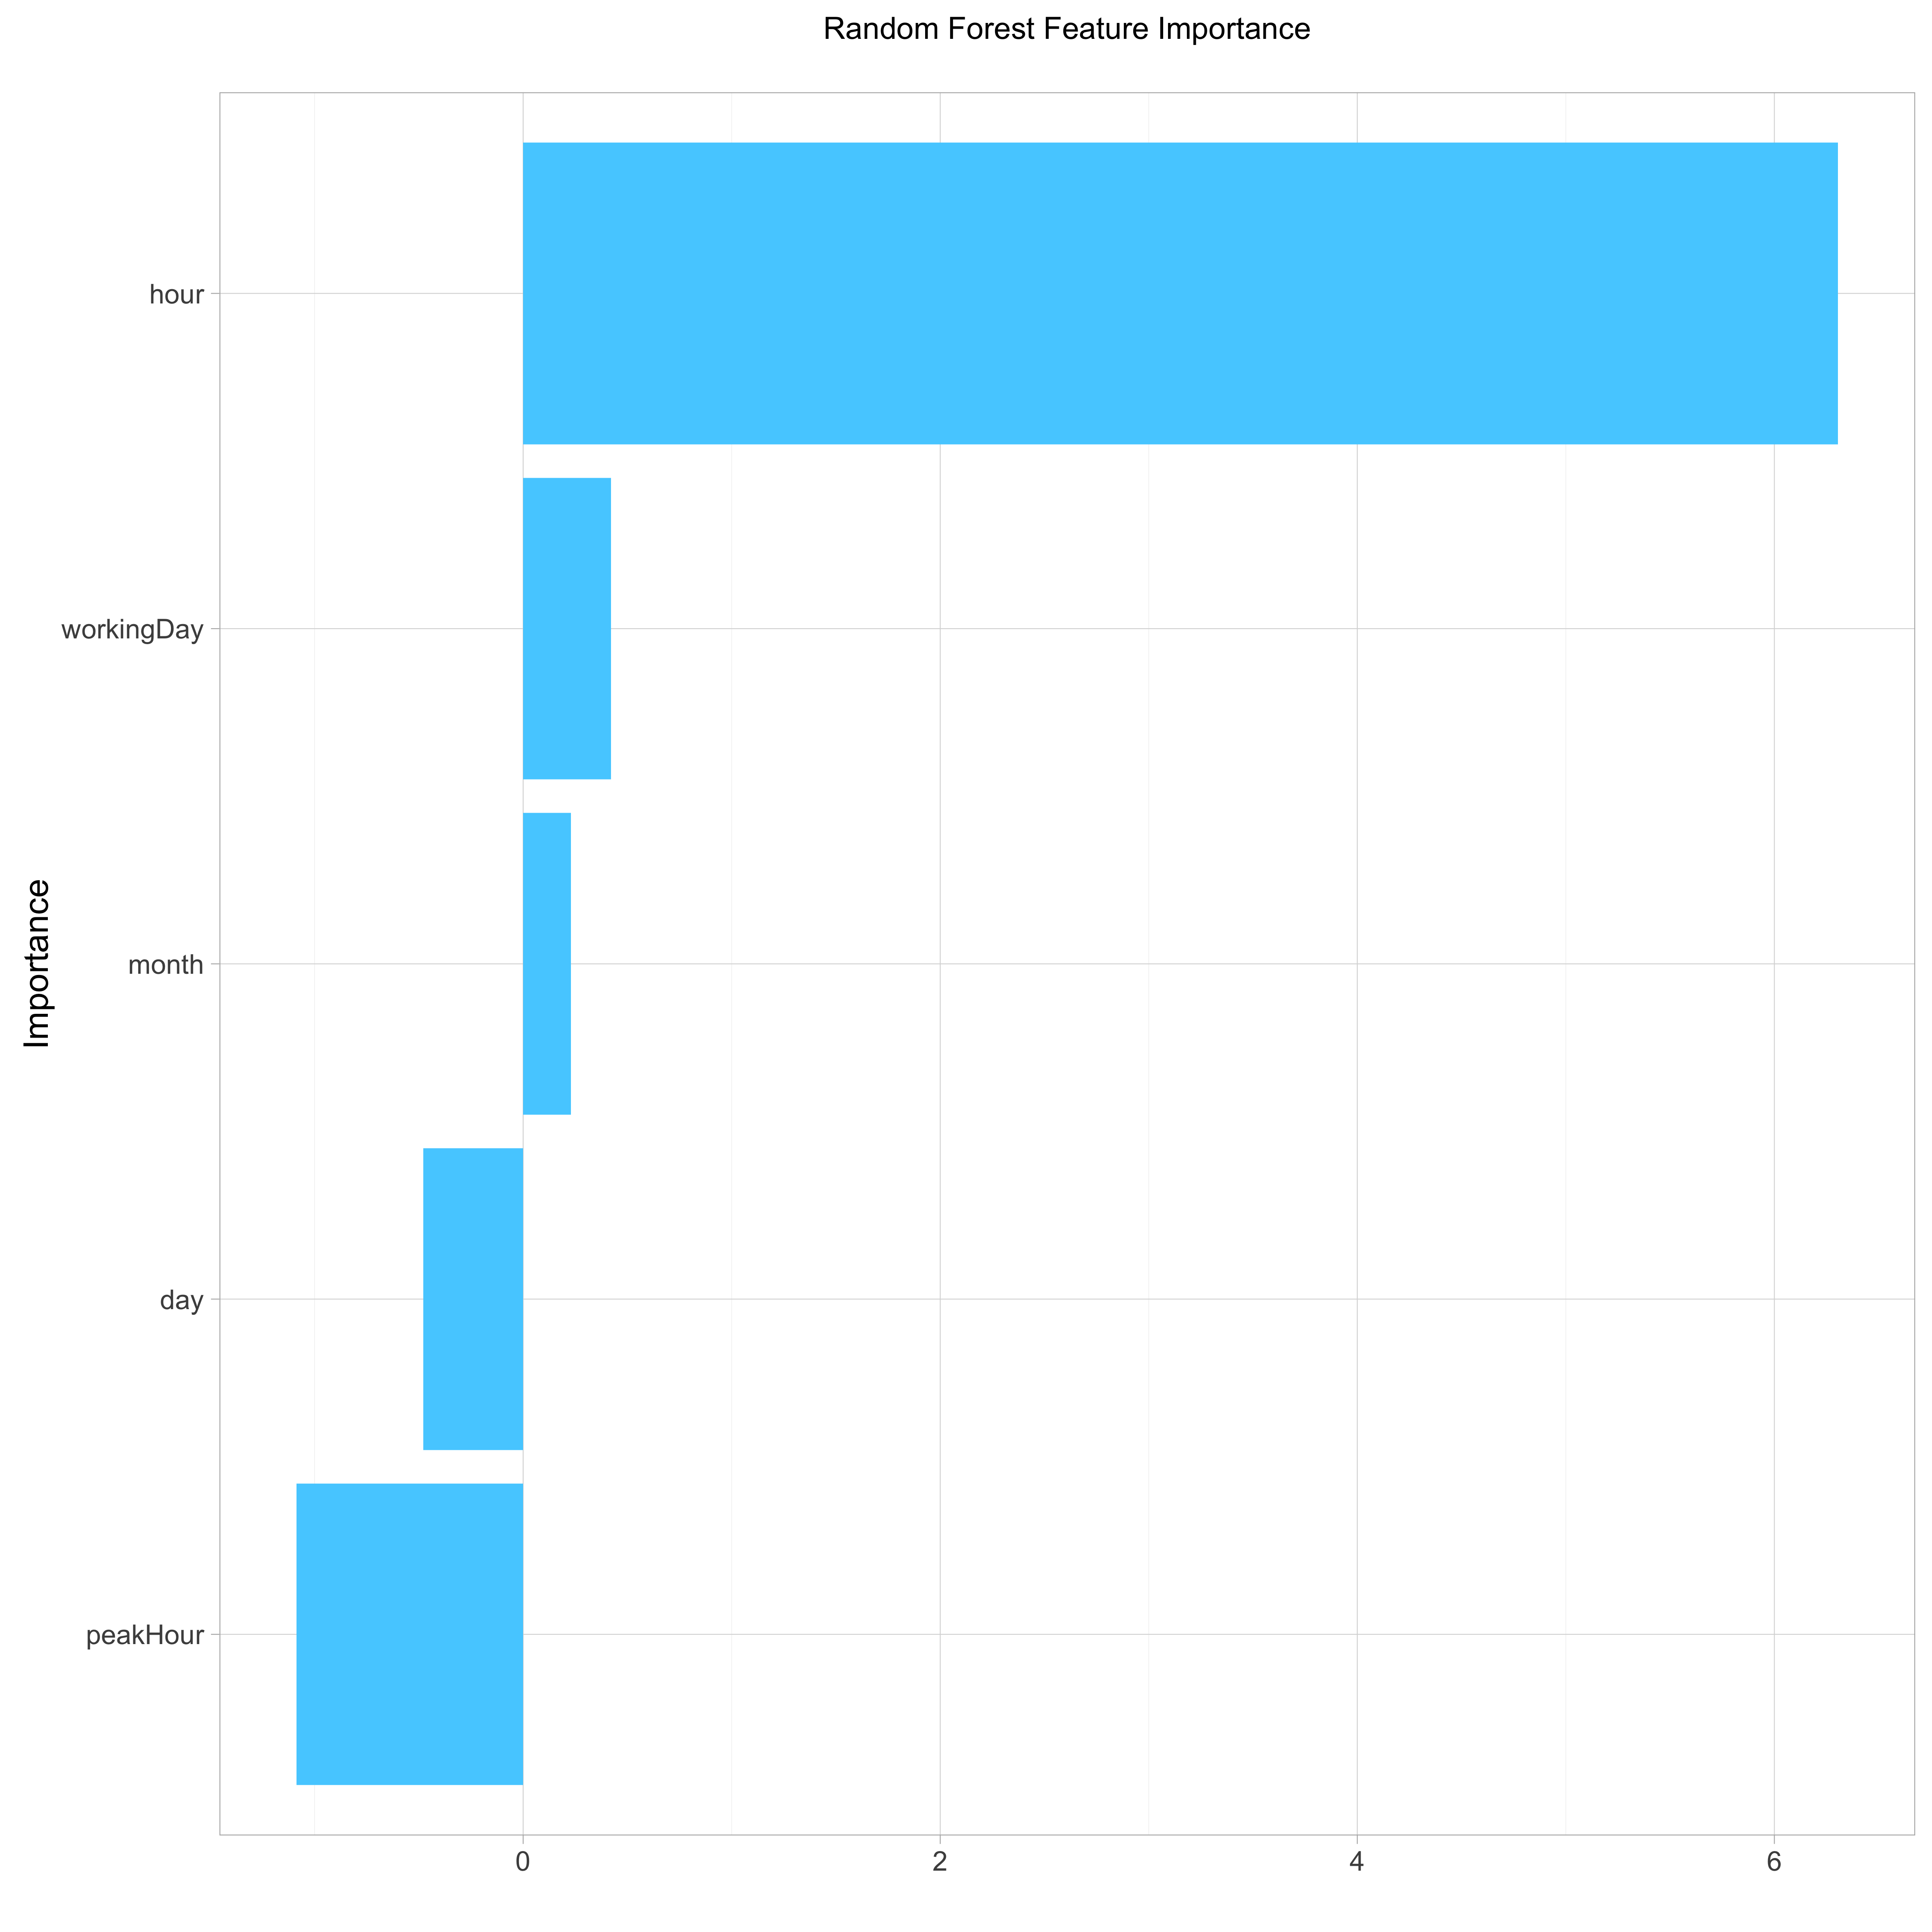 Random Forest Feature Importance
hour
workingDay
month
day
peakHour
Importance
0 2 4 6